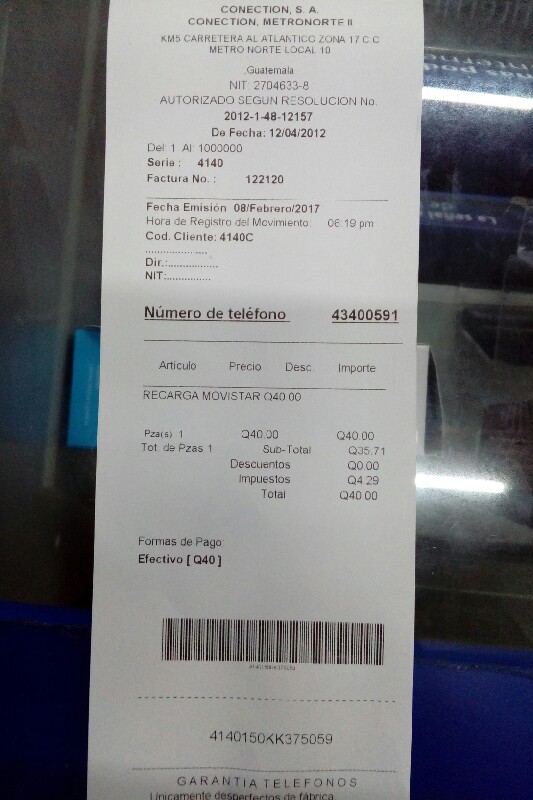 CONECTION, S. A.
CONECTION, METRONORTE II
KM5 CARRETERA AL ATLANTICO ZONA 17 C.C
METRO NORTE LOCAL 10
,Guatemala
NIT: 2704633-8
AUTORIZADO SEGUN RESOLUCION No.
2012-1-48-12157
De Fecha: 12/04/2012
Del: 1 Al: 1000000
Serie : 4140
Factura No. : 122120
Fecha Emisión 08/Febrero/2017
Hora de Registro del Movimiento: 06:19 pm
Cod. Cliente: 4140C
.....................
Dir.:................
NIT:..............
Número de teléfono 43400591
Articulo Precio Desc. Importe
RECARGA MOVISTAR Q40.00
Pza(s) 1 Q40.00 Q40.00
Tot. de Pzas 1 Sub-Total Q35.71
Descuentos Q0.00
Impuestos Q4.29
Total Q40.00
Formas de Pago:
Efectivo [ Q40 ]
4140150KK375059
4140150KK375059
GARANTIA TELEFONOS
Unicamente desperfectos de fábrica